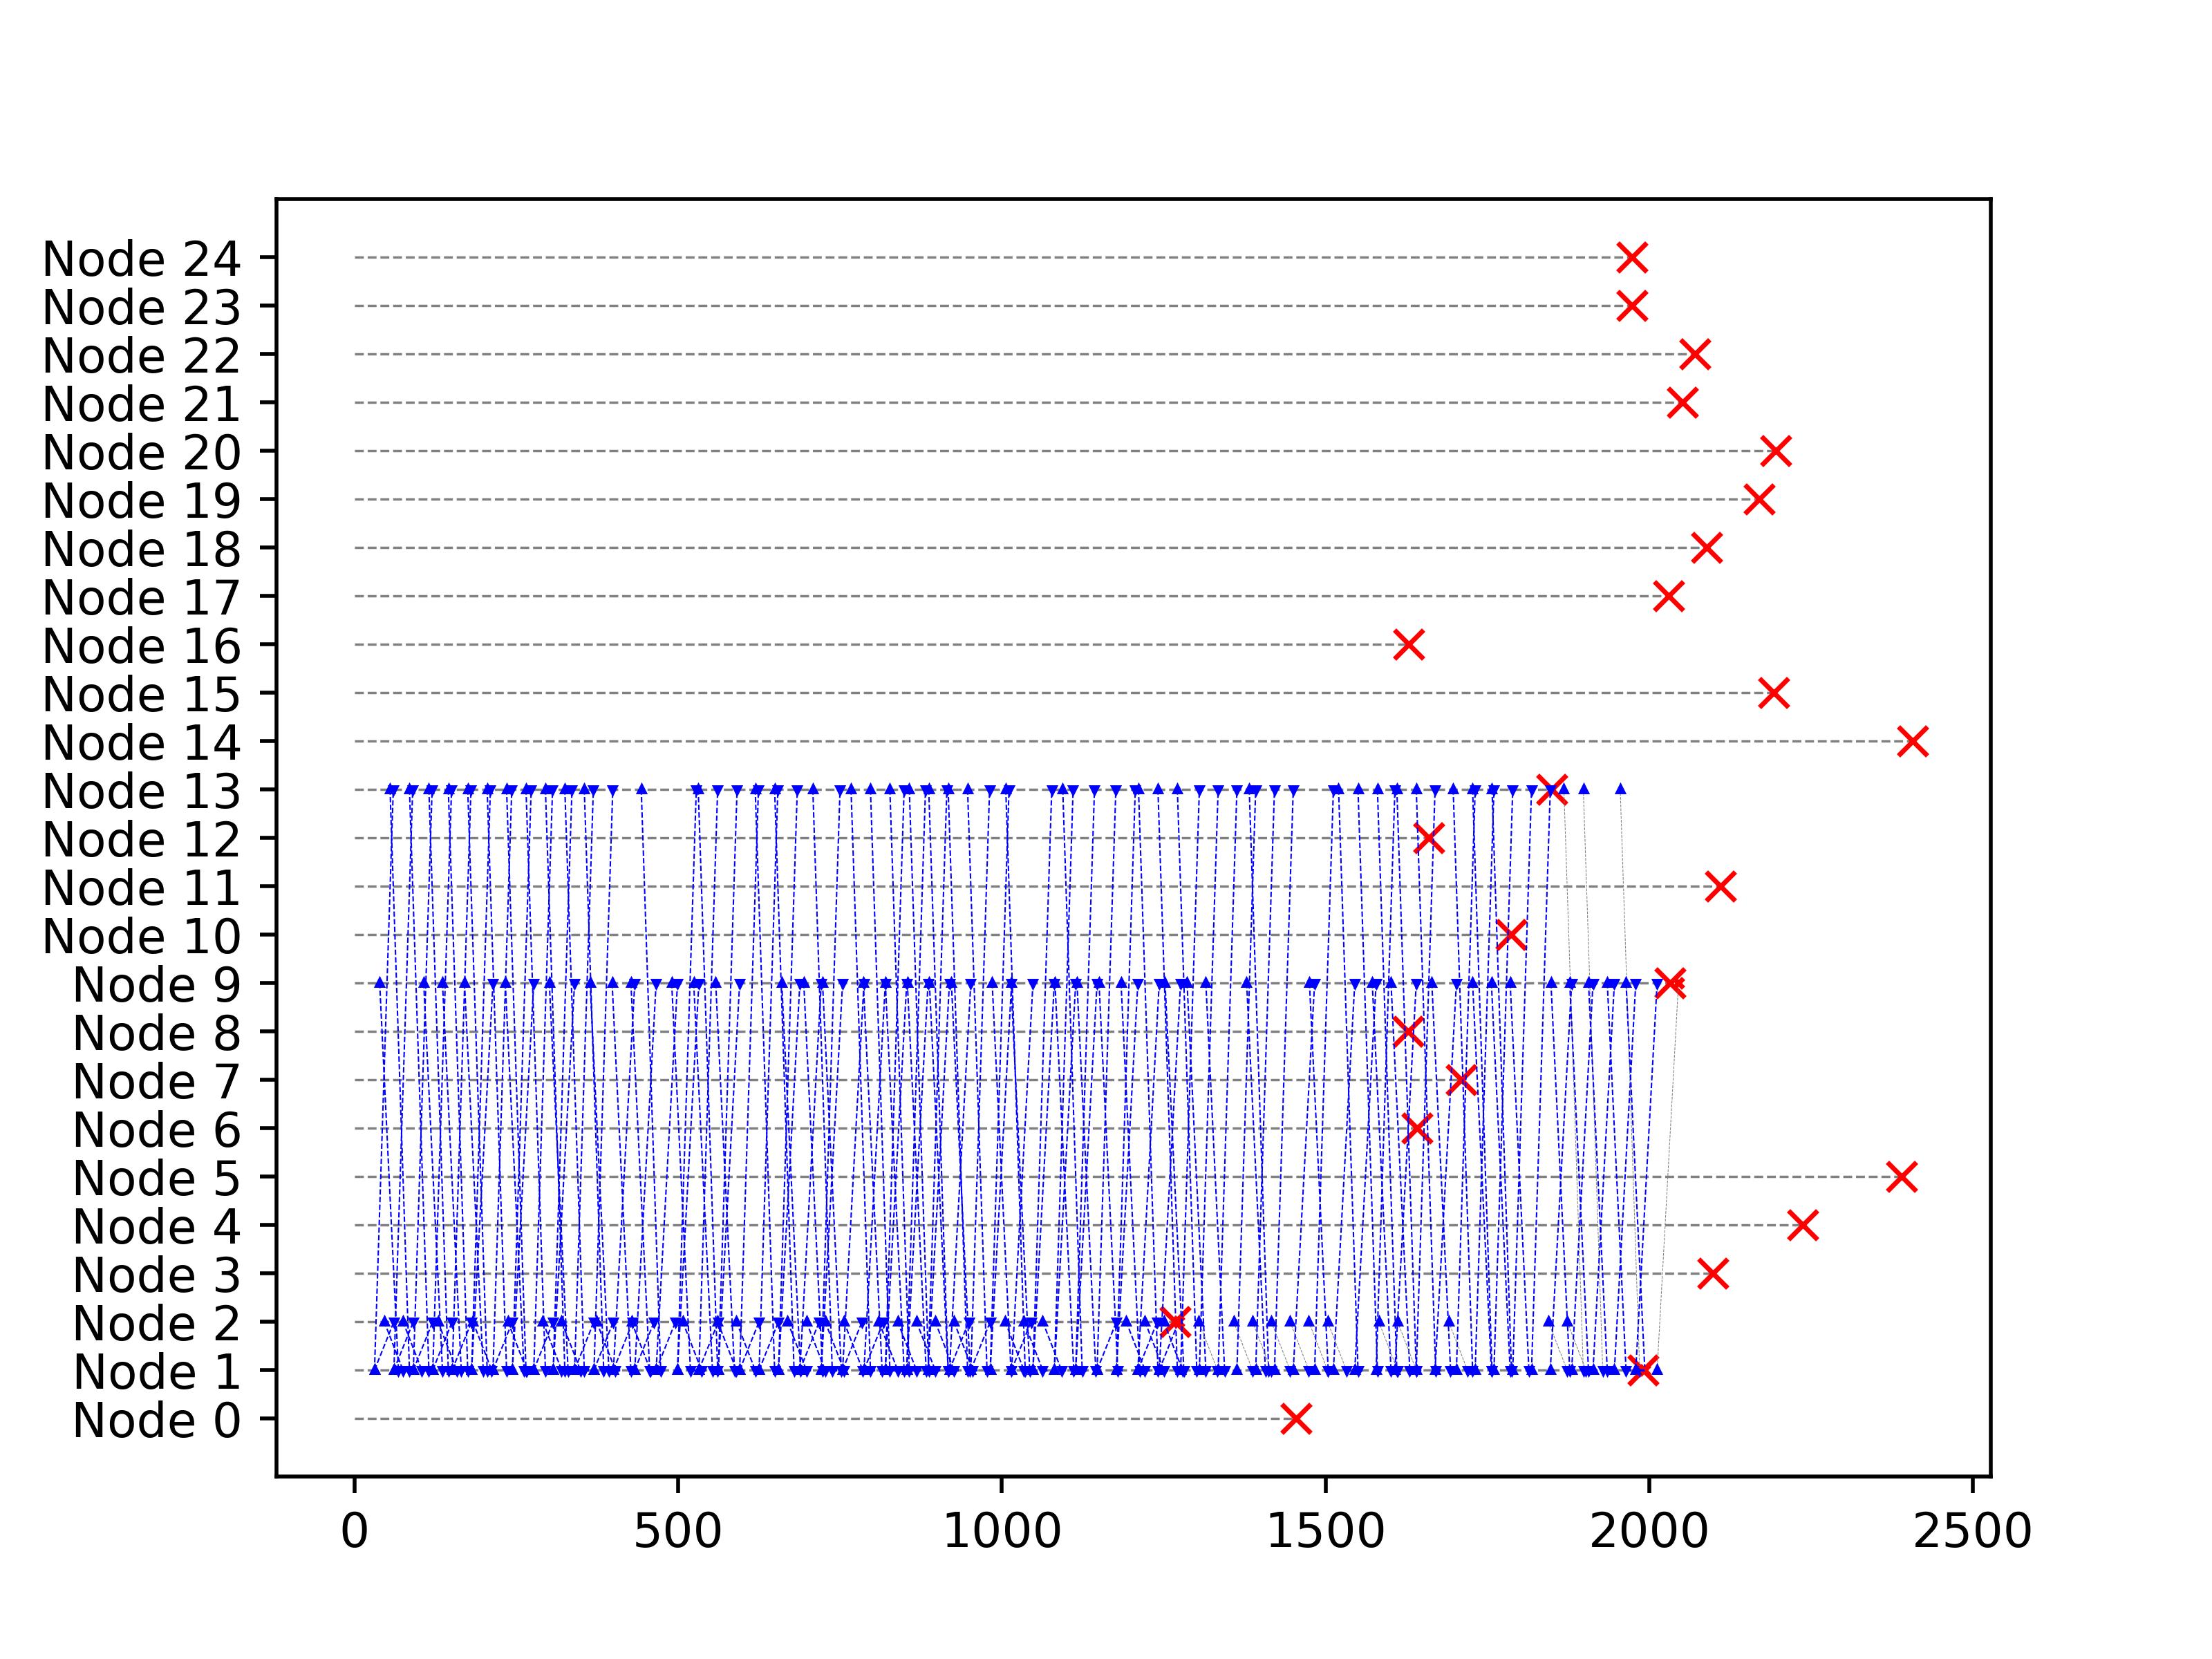 Node 24
Node 23
Node 22
Node 21
Node 20
Node 19
Node 18
Node 17
Node 16
Node 15
Node 14
Node 13
Node 12
Node 11
Node 10
Node 9
Node 8
Node 7
Node 6
Node 5
Node 4
Node 3
Node 2
Node 1
Node 0
0 500 1000 1500 2000 2500